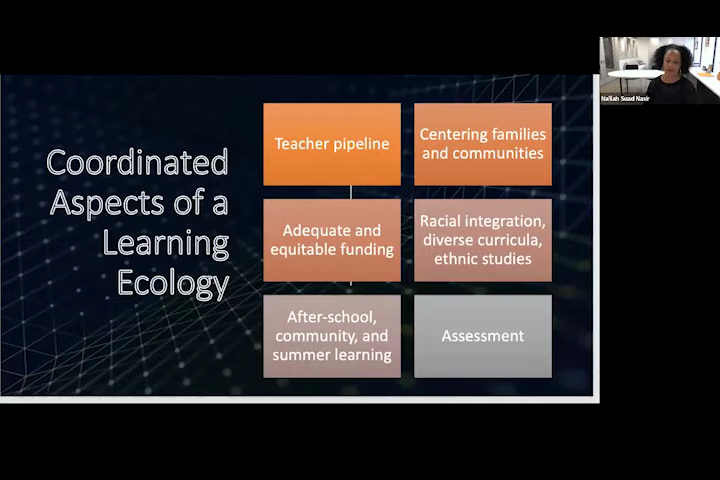 Coordinated
Aspects of a
Learning
Ecology
Teacher pipeline
Centering families
and communities
Adequate and
equitable funding
Racial integration,
diverse curricula,
ethnic studies
After-school,
community, and
summer learning
Assessment
Na'ilah Suad Nasir